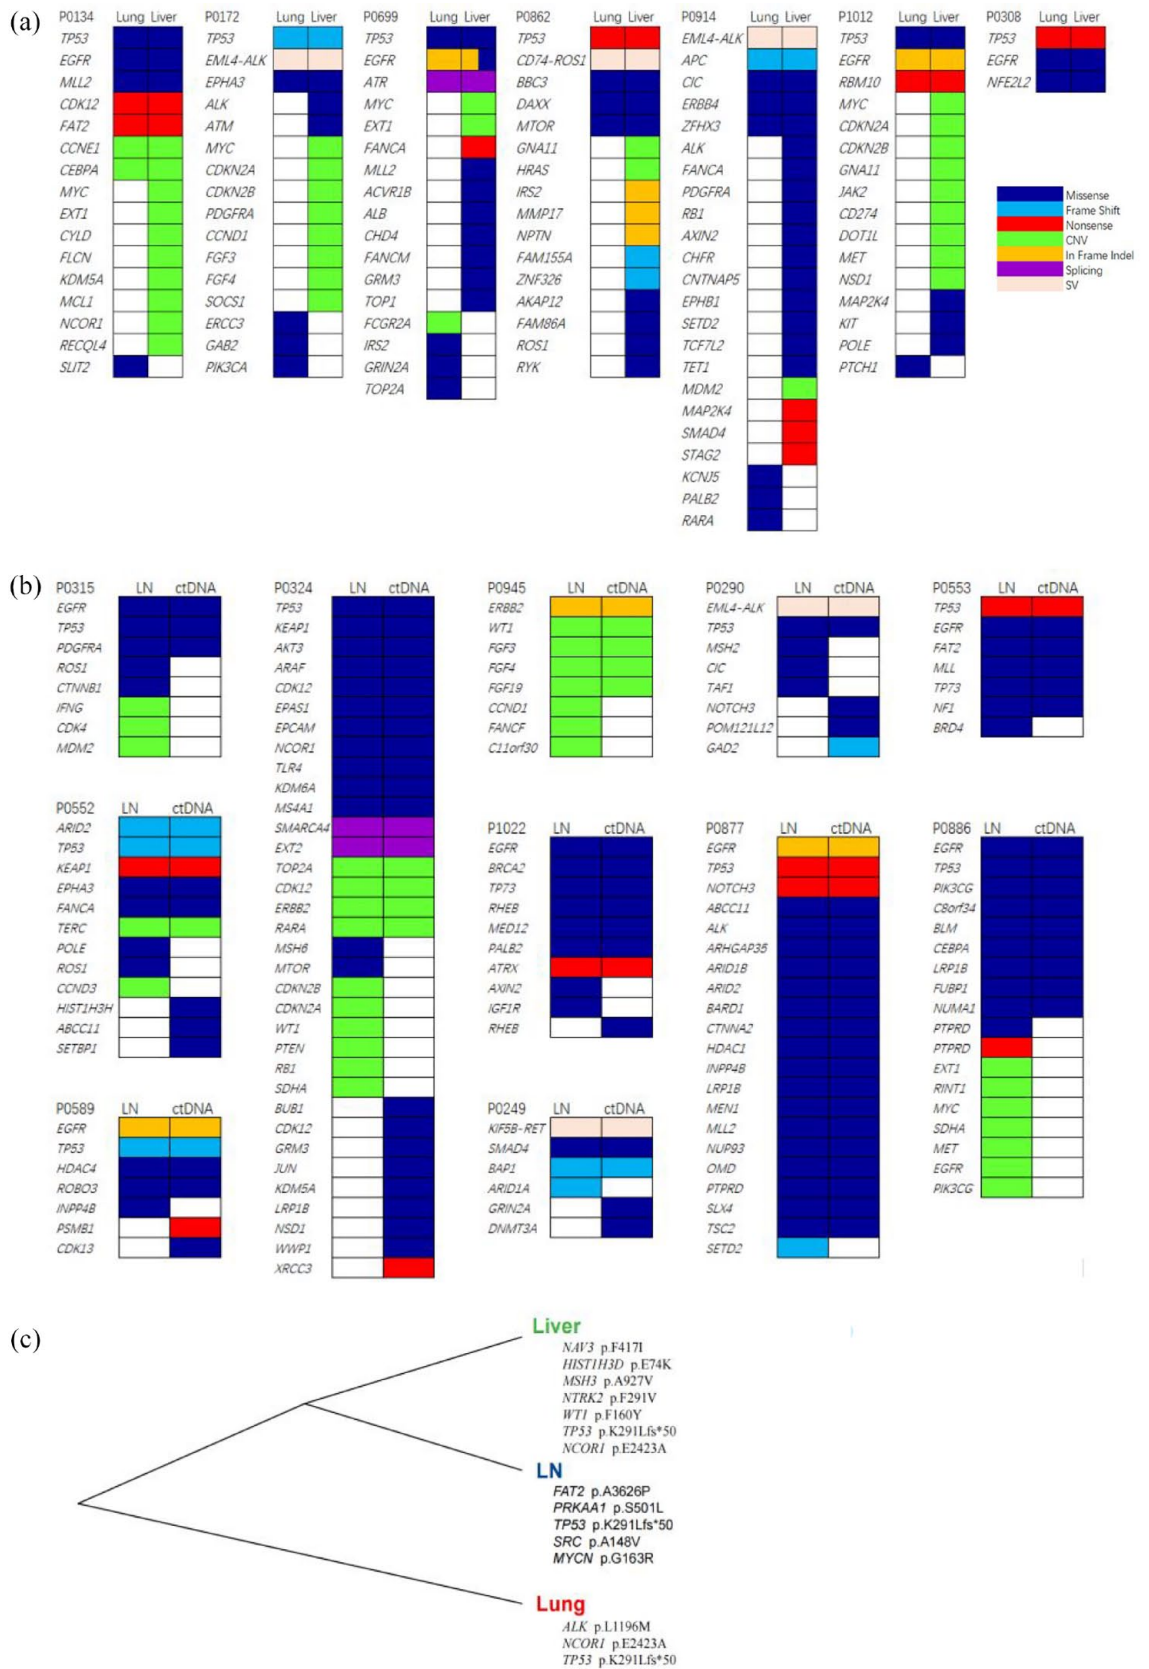 (a)
P0134 Lung Liver
TP53
EGFR
MLL2
CDK12
FAT2
CCNE1
CEBPA
MYC
EXT1
CYLD
FLCN
KDM5A
MCL1
NCOR1
RECQL4
SLIT2
P0172 Lung Liver
TP53
EML4-ALK
EPHA3
ALK
ATM
MYC
CDKN2A
CDKN2B
PDGFRA
CCND1
FGF3
FGF4
SOCS1
ERCC3
GAB2
PIK3CA
P0699 Lung Liver
TP53
EGFR
ATR
MYC
EXT1
FANCA
MLL2
ACVR1B
ALB
CHD4
FANCM
GRM3
TOP1
FCGR2A
IRS2
GRIN2A
TOP2A
P0862 Lung Liver
TP53
CD74-ROS1
BBC3
DAXX
MTOR
GNA11
HRAS
IRS2
MMP17
NPTN
FAM155A
ZNF326
AKAP12
FAM86A
ROS1
RYK
P0914 Lung Liver
EML4-ALK
APC
CIC
ERBB4
ZFHX3
ALK
FANCA
PDGFRA
RB1
AXIN2
CHFR
CNTNAP5
EPHB1
SETD2
TCF7L2
TET1
MDM2
MAP2K4
SMAD4
STAG2
KCNJ5
PALB2
RARA
P1012 Lung Liver
TP53
EGFR
RBM10
MYC
CDKN2A
CDKN2B
GNA11
JAK2
CD274
DOT1L
MET
NSD1
MAP2K4
KIT
POLE
PTCH1
P0308 Lung Liver
TP53
EGFR
NFE2L2
Missense
Frame Shift
Nonsense
CNV
In Frame Indel
Splicing
SV
(b)
P0315 LN ctDNA
EGFR
TP53
PDGFRA
ROS1
CTNNB1
IFNG
CDK4
MDM2
P0552 LN ctDNA
ARID2
TP53
KEAP1
EPHA3
FANCA
TERC
POLE
ROS1
CCND3
HIST1H3H
ABCC11
SETBP1
P0589 LN ctDNA
EGFR
TP53
HDAC4
ROBO3
INPP4B
PSMB1
CDK13
P0324 LN ctDNA
TP53
KEAP1
AKT3
ARAF
CDK12
EPAS1
EPCAM
NCOR1
TLR4
KDM6A
MS4A1
SMARCA4
EXT2
TOP2A
CDK12
ERBB2
RARA
MSH6
MTOR
CDKN2B
CDKN2A
WT1
PTEN
RB1
SDHA
BUB1
CDK12
GRM3
JUN
KDM5A
LRP1B
NSD1
WWP1
XRCC3
P0945 LN ctDNA
ERBB2
WT1
FGF3
FGF4
FGF19
CCND1
FANCF
C11orf30
P1022 LN ctDNA
EGFR
BRCA2
TP73
RHEB
MED12
PALB2
ATRX
AXIN2
IGF1R
RHEB
P0249 LN ctDNA
KIF5B-RET
SMAD4
BAP1
ARID1A
GRIN2A
DNMT3A
P0290 LN ctDNA
EML4-ALK
TP53
MSH2
CIC
TAF1
NOTCH3
POM121L12
GAD2
P0877 LN ctDNA
EGFR
TP53
NOTCH3
ABCC11
ALK
ARHGAP35
ARID1B
ARID2
BARD1
CTNNA2
HDAC1
INPP4B
LRP1B
MEN1
MLL2
NUP93
OMD
PTPRD
SLX4
TSC2
SETD2
P0553 LN ctDNA
TP53
EGFR
FAT2
MLL
TP73
NF1
BRD4
P0886 LN ctDNA
EGFR
TP53
PIK3CG
C8orf34
BLM
CEBPA
LRP1B
FUBP1
NUMA1
PTPRD
PTPRD
EXT1
RINT1
MYC
SDHA
MET
EGFR
PIK3CG
(c)
Liver
NAV3 p.F417I
HIST1H3D p.E74K
MSH3 p.A927V
NTRK2 p.F291V
WT1 p.F160Y
TP53 p.K291Lfs*50
NCOR1 p.E2423A
LN
FAT2 p.A3626P
PRKAA1 p.S501L
TP53 p.K291Lfs*50
SRC p.A148V
MYCN p.G163R
Lung
ALK p.L1196M
NCOR1 p.E2423A
TP53 p.K291Lfs*50